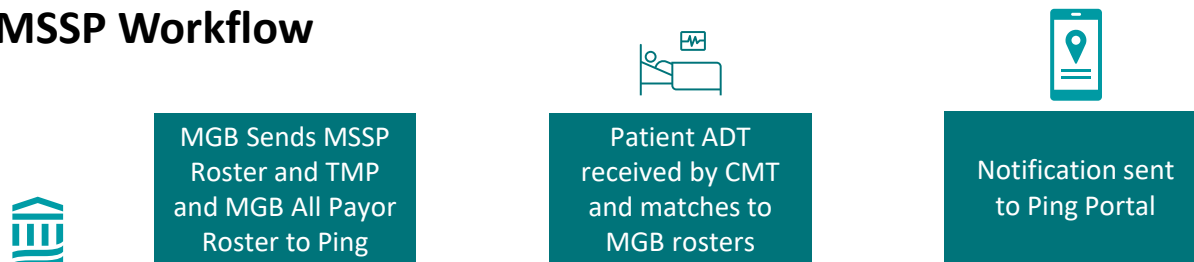 MSSP Workflow
MGB Sends MSSP
Roster and TMP
and MGB All Payor
Roster to Ping
Patient ADT
received by CMT
and matches to
MGB rosters
Notification sent
to Ping Portal